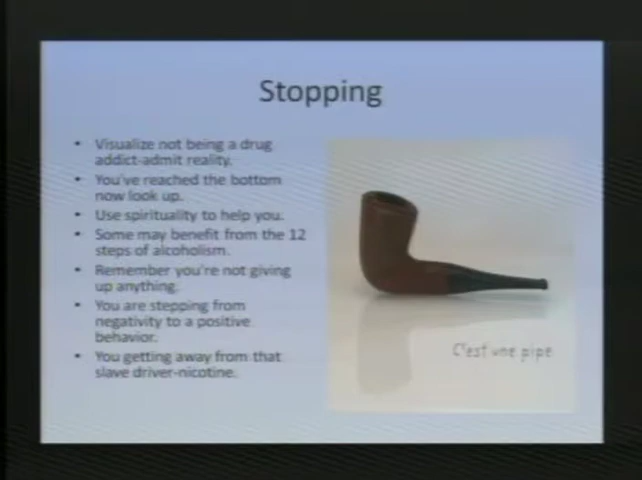 Stopping
• Visualize not being a drug
addict-admit reality.
• You've reached the bottom
now look up.
• Use spirituality to help you.
• Some may benefit from the 12
steps of alcoholism.
• Remember you're not giving
up anything.
• You are stepping from
negativity to a positive
behavior.
• You getting away from that
slave driver-nicotine.
C'est une pipe